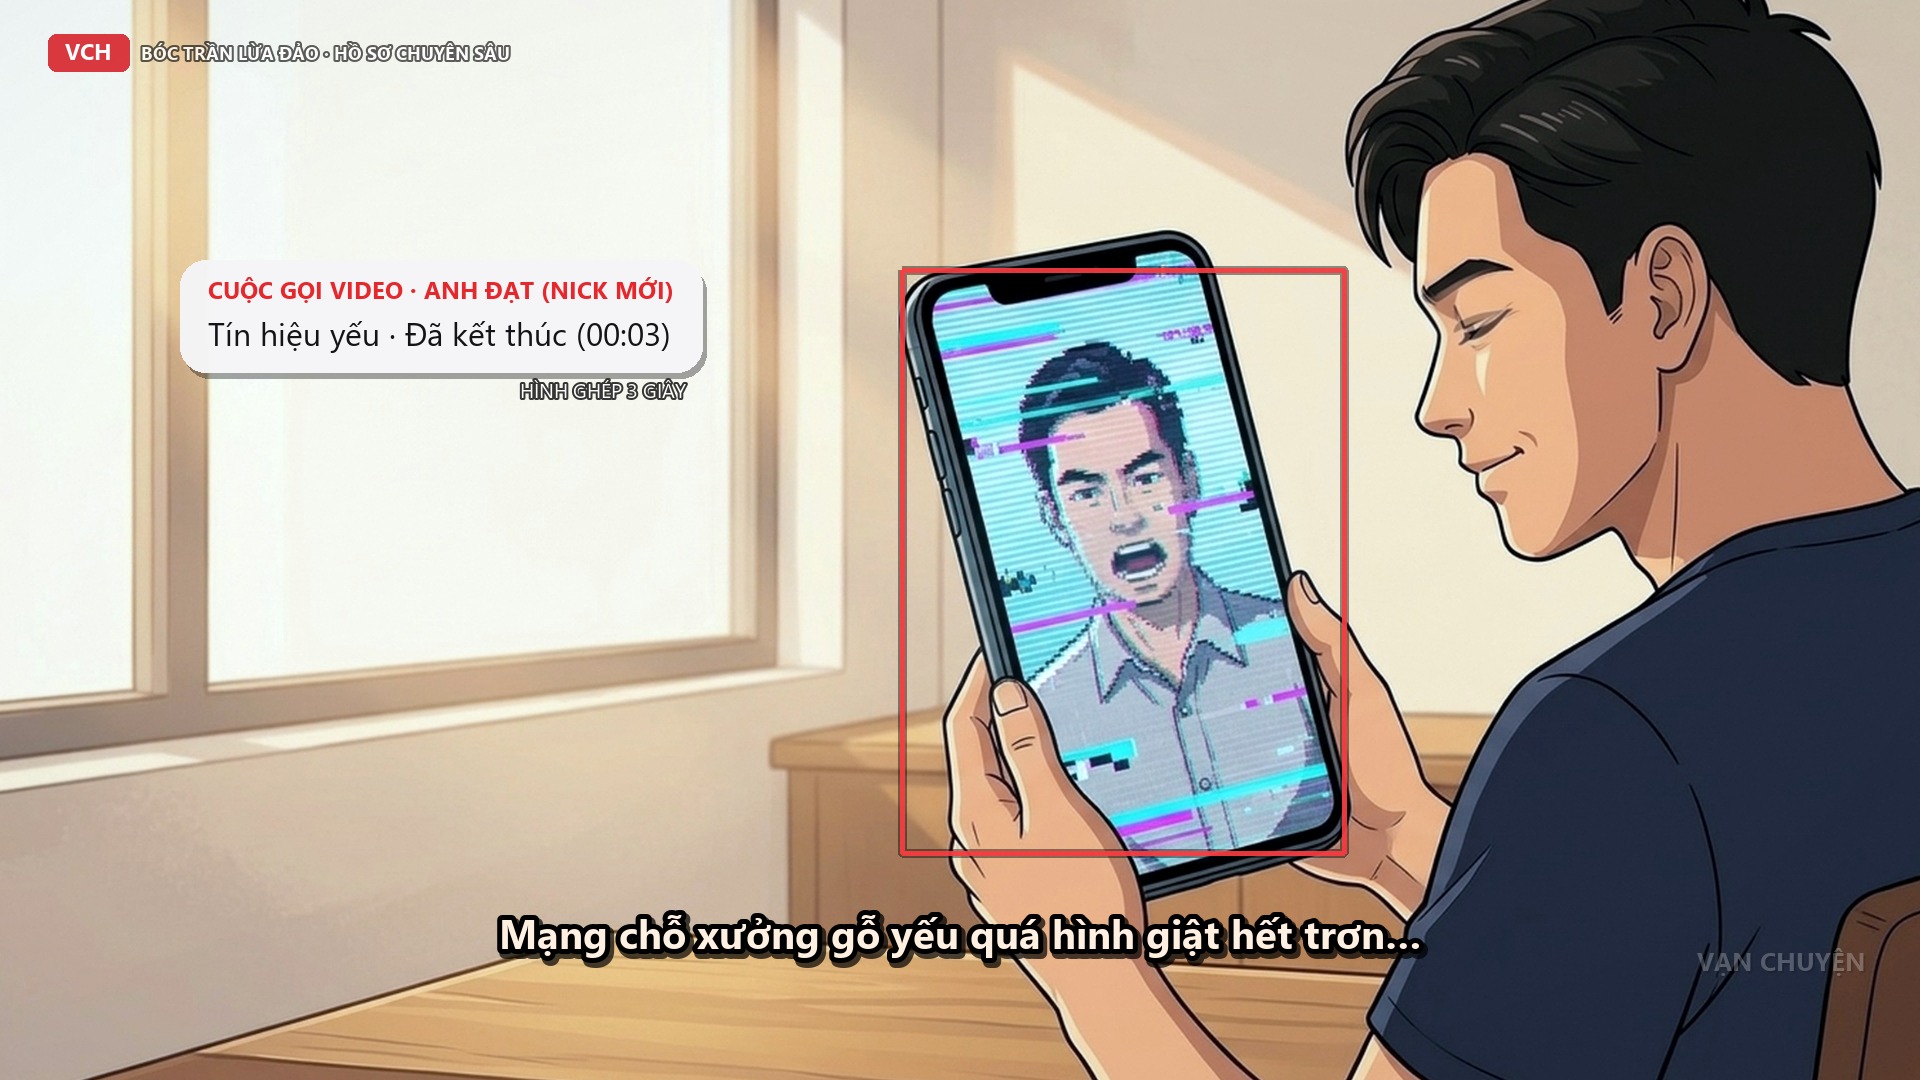 VCH BÓC TRẦN LỪA ĐẢO · HỒ SƠ CHUYÊN SÂU
CUỘC GỌI VIDEO · ANH ĐẠT (NICK MỚI)
Tín hiệu yếu · Đã kết thúc (00:03)
HÌNH GHÉP 3 GIÂY
Mạng chỗ xưởng gỗ yếu quá hình giật hết trơn...
VẠN CHUYỆN